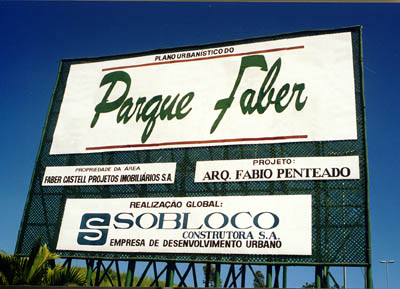 PLANO URBANÍSTICO DO
Parque Faber
PROPRIEDADE DA ÁREA
FABER CASTELL PROJETOS IMOBILIÁRIOS S.A.
PROJETO:
ARQ. FABIO PENTEADO
REALIZAÇÃO GLOBAL:
SOBLOCO
CONSTRUTORA S.A.
EMPRESA DE DESENVOLVIMENTO URBANO